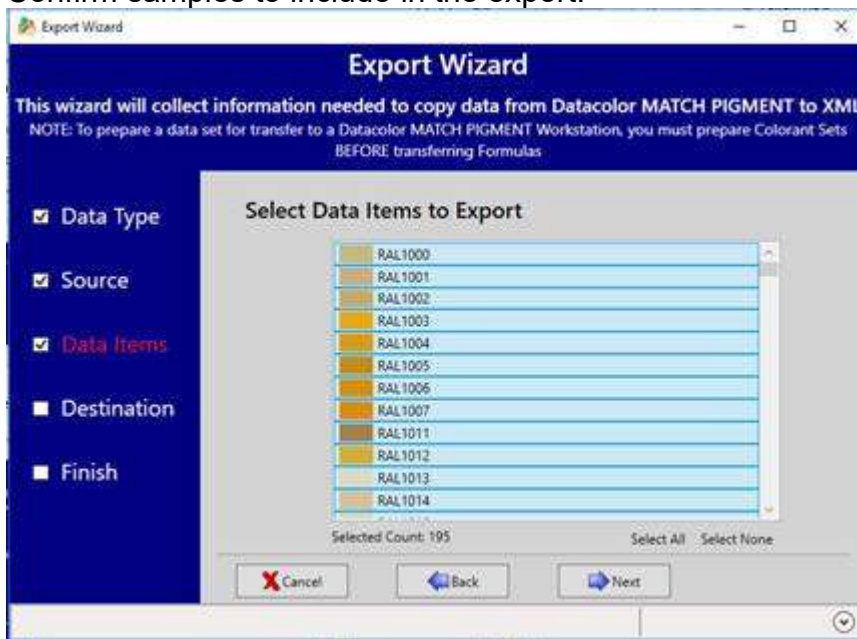 Confirm samples to include in the export.
Export Wizard
Export Wizard
This wizard will collect information needed to copy data from Datacolor MATCH PIGMENT to XML
NOTE: To prepare a data set for transfer to a Datacolor MATCH PIGMENT Workstation, you must prepare Colorant Sets
BEFORE transferring Formulas
Data Type
Source
Data Items
Destination
Finish
Select Data Items to Export
RAL1000
RAL1001
RAL1002
RAL1003
RAL1004
RAL1005
RAL1006
RAL1007
RAL1011
RAL1012
RAL1013
RAL1014
Selected Count: 195
Select All Select None
Cancel
Back
Next